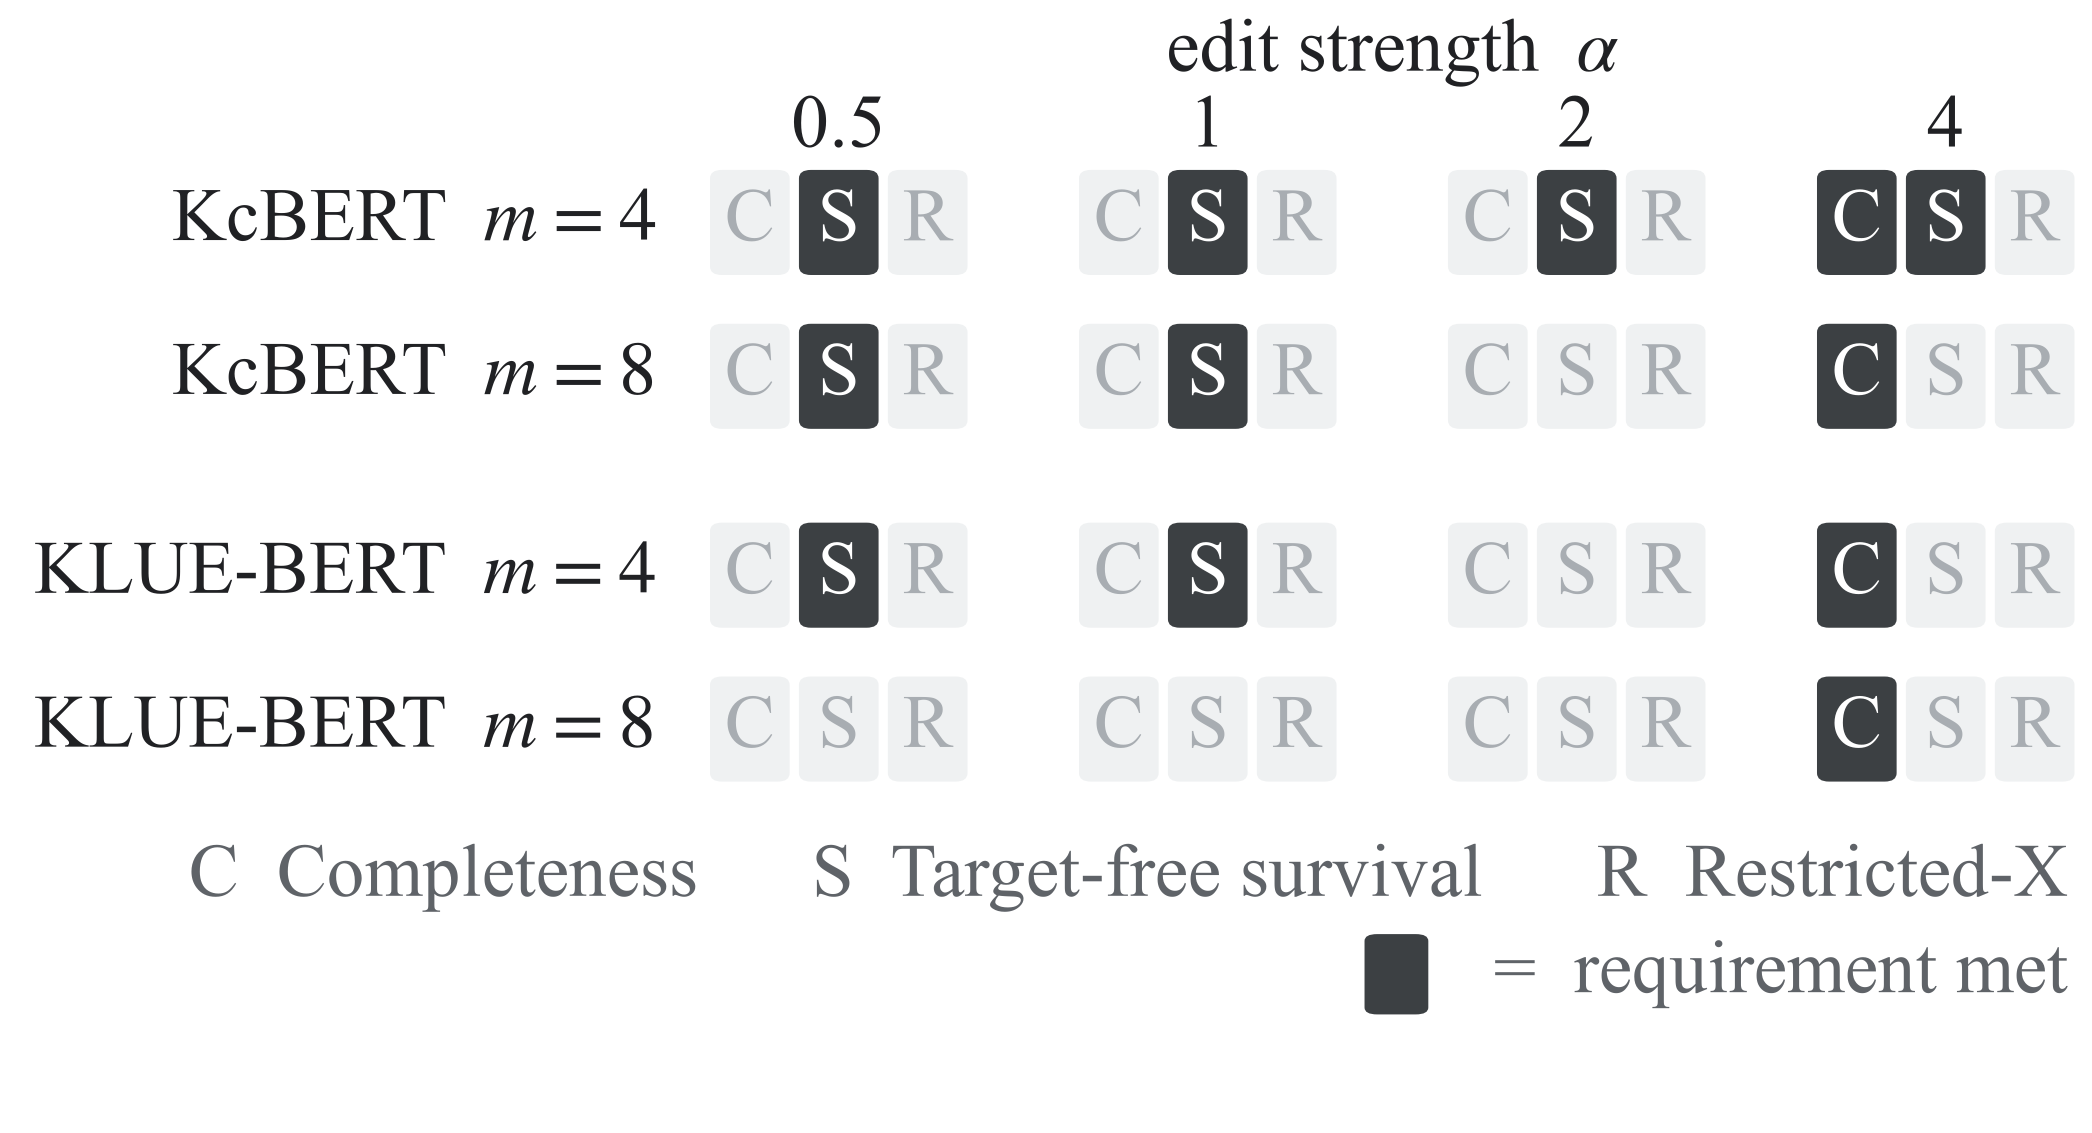 edit strength α
0.5 1 2 4
KcBERT m = 4 C S R C S R C S R C S R
KcBERT m = 8 C S R C S R C S R C S R
KLUE-BERT m = 4 C S R C S R C S R C S R
KLUE-BERT m = 8 C S R C S R C S R C S R
C Completeness S Target-free survival R Restricted-X
= requirement met